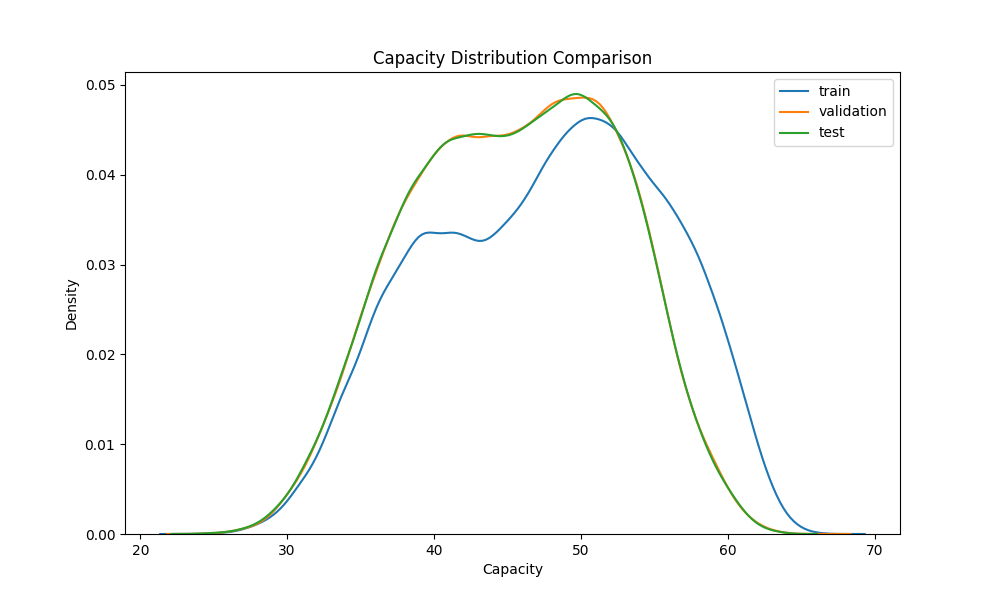 Capacity Distribution Comparison
train
validation
test
0.05
0.04
0.03
0.02
0.01
0.00
Density
20 30 40 50 60 70
Capacity